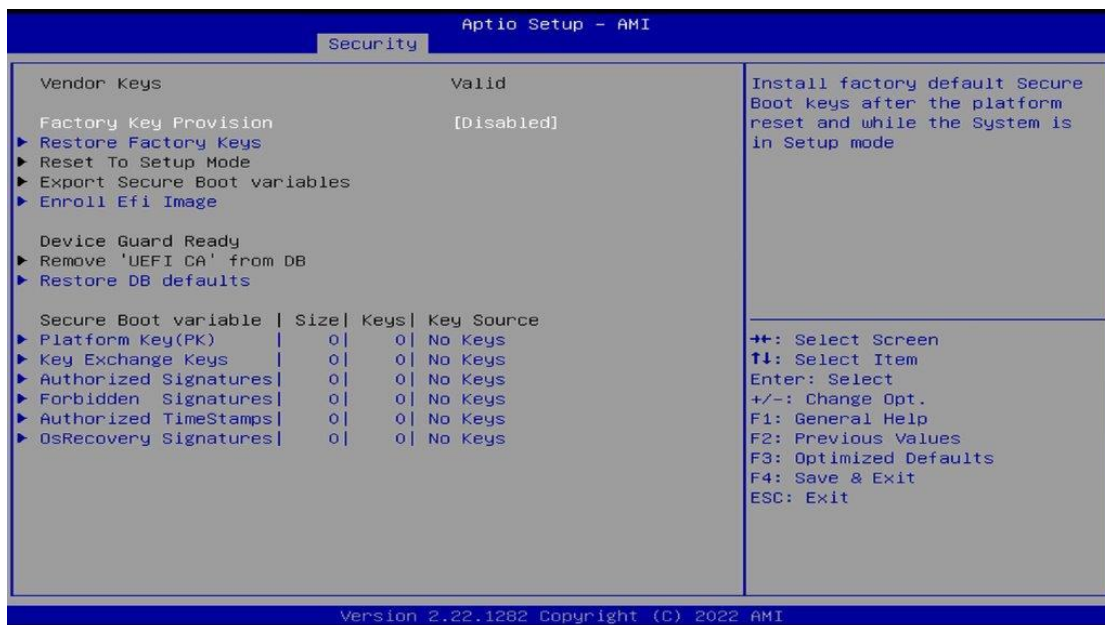 Aptio Setup – AMI
Security
Vendor Keys Valid
Factory Key Provision [Disabled]
▶ Restore Factory Keys
▶ Reset To Setup Mode
▶ Export Secure Boot variables
▶ Enroll Efi Image
Device Guard Ready
▶ Remove 'UEFI CA' from DB
▶ Restore DB defaults
Secure Boot variable | Size| Keys| Key Source
▶ Platform Key(PK) | 0| 0| No Keys
▶ Key Exchange Keys | 0| 0| No Keys
▶ Authorized Signatures| 0| 0| No Keys
▶ Forbidden Signatures| 0| 0| No Keys
▶ Authorized TimeStamps| 0| 0| No Keys
▶ OsRecovery Signatures| 0| 0| No Keys
Install factory default Secure
Boot keys after the platform
reset and while the System is
in Setup mode
→←: Select Screen
↑↓: Select Item
Enter: Select
+/-: Change Opt.
F1: General Help
F2: Previous Values
F3: Optimized Defaults
F4: Save & Exit
ESC: Exit
Version 2.22.1282 Copyright (C) 2022 AMI